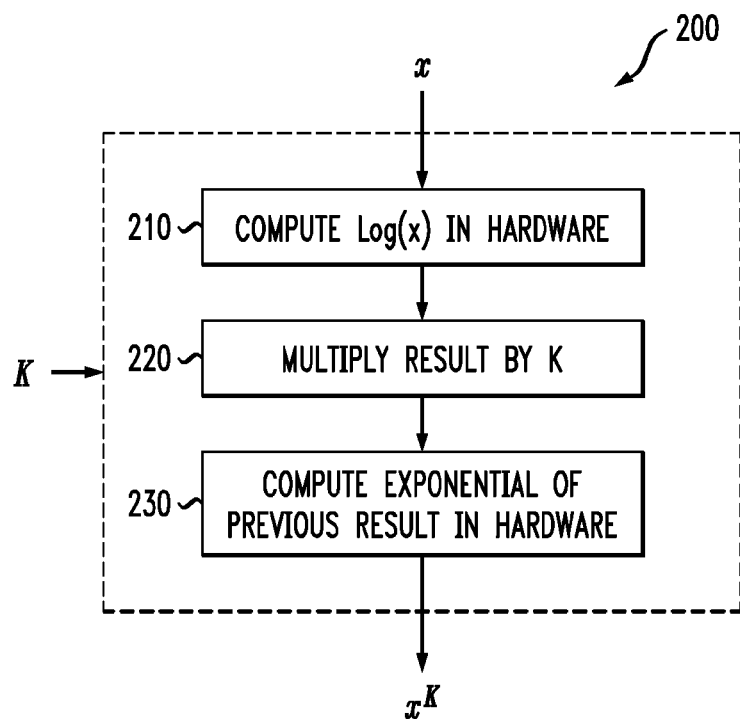 200
x
210
COMPUTE Log(x) IN HARDWARE
220
MULTIPLY RESULT BY K
K
230
COMPUTE EXPONENTIAL OF
PREVIOUS RESULT IN HARDWARE
x^K